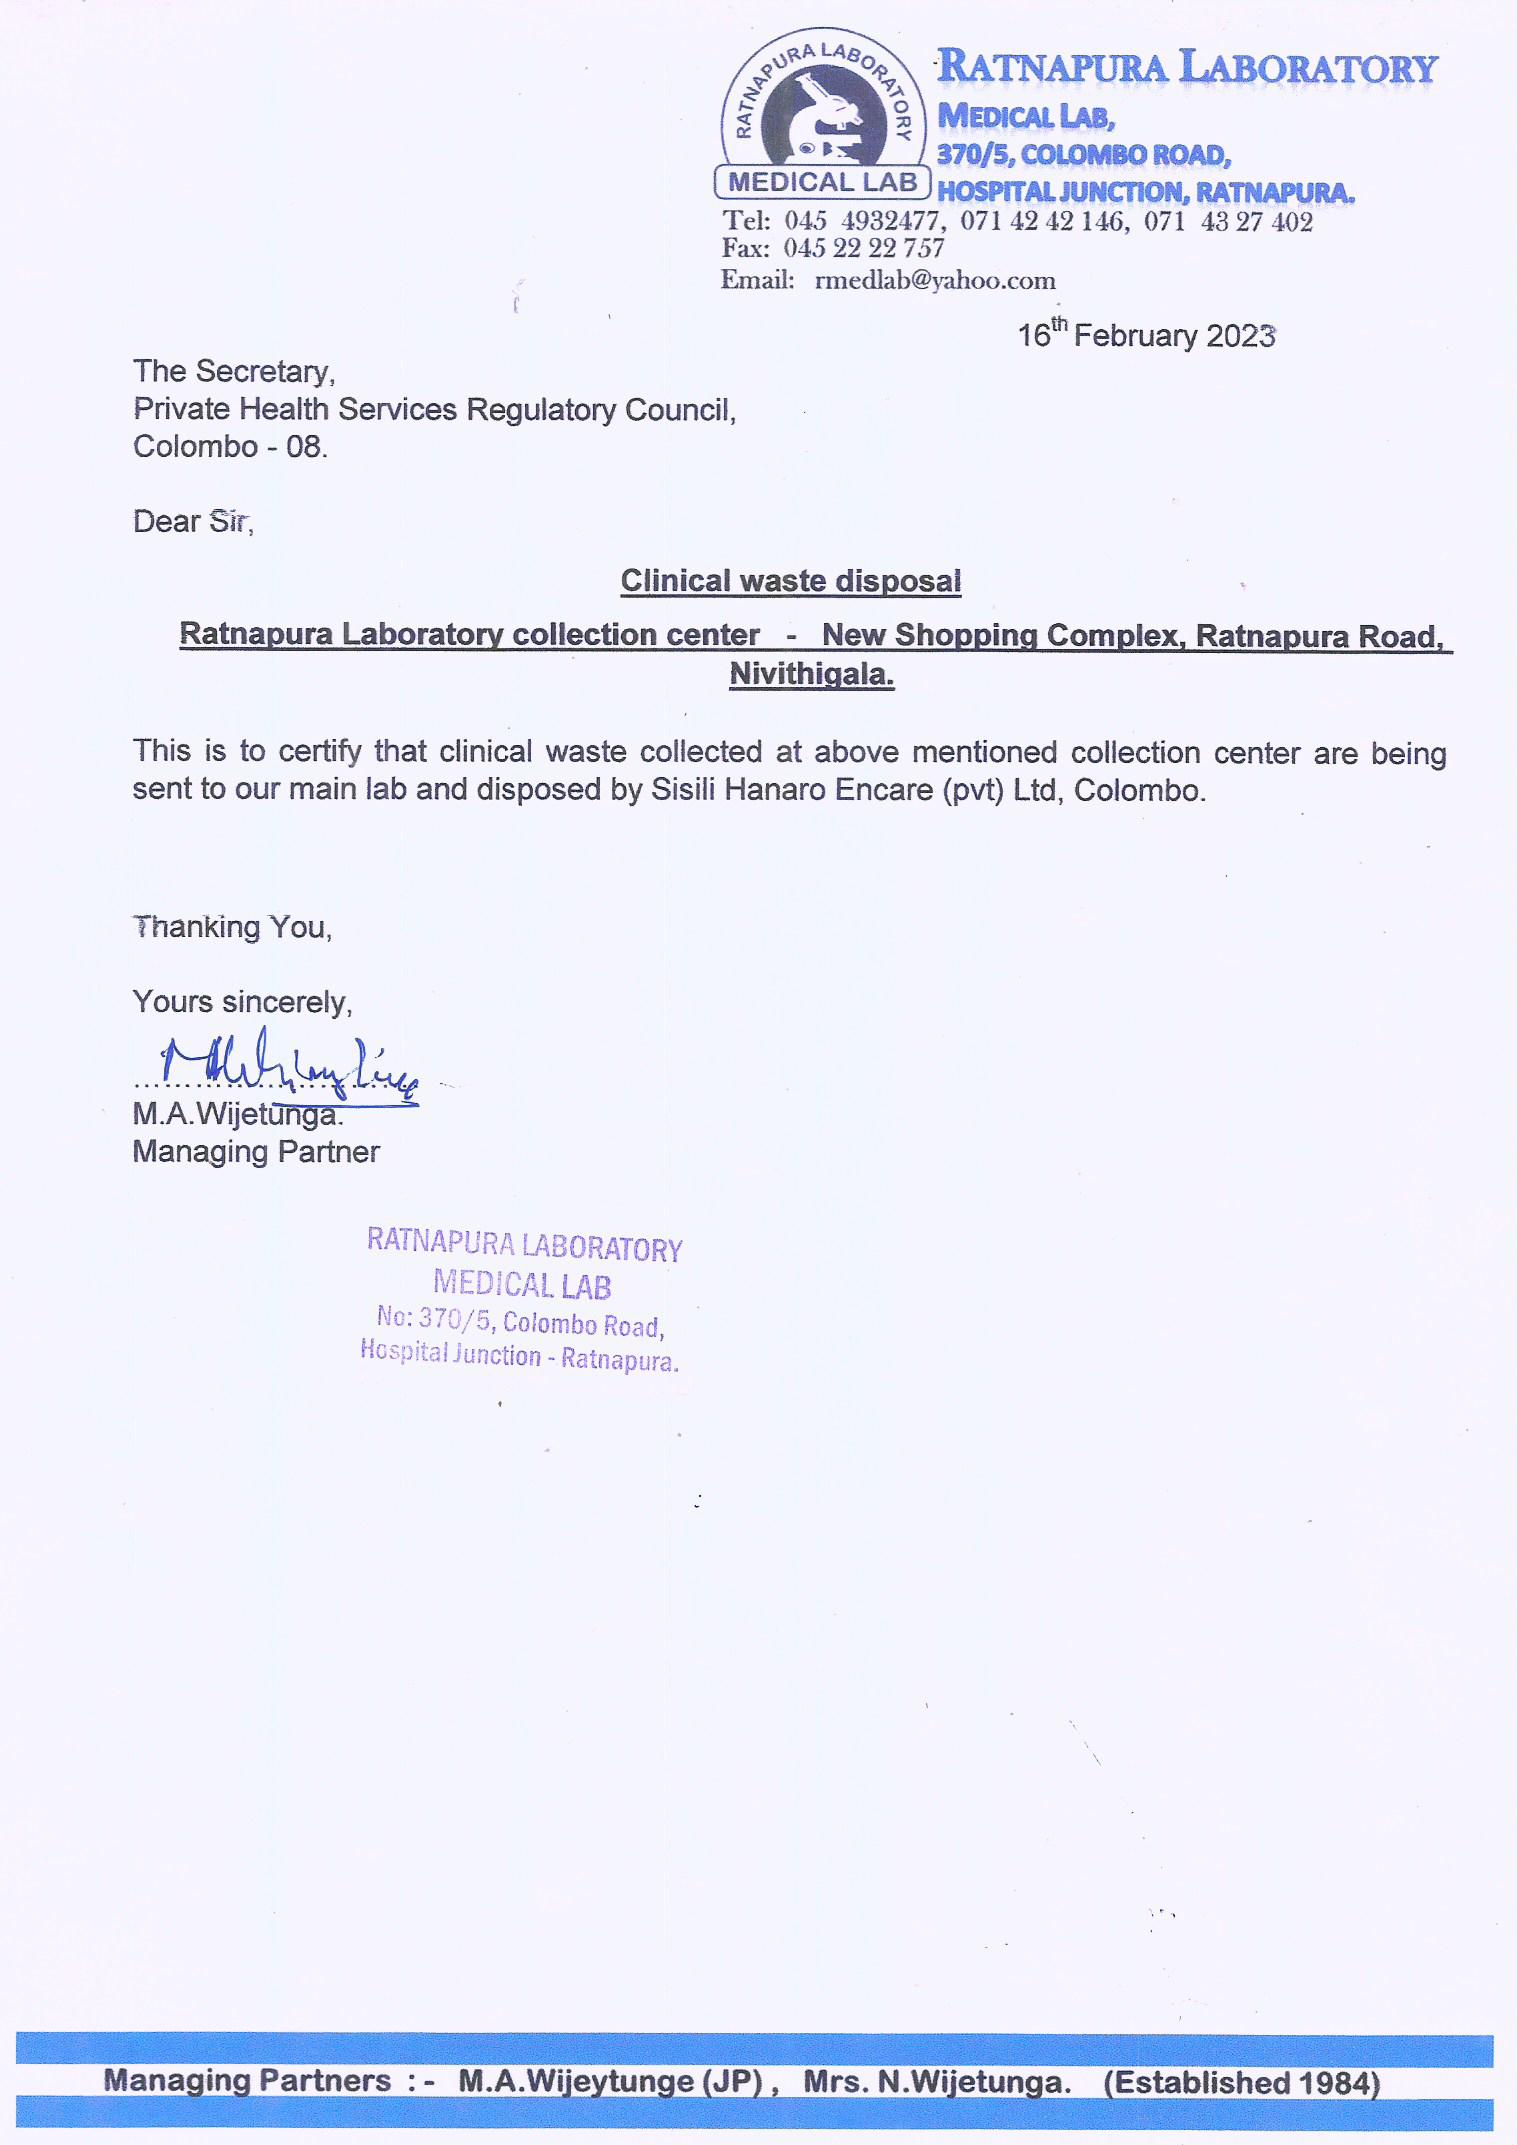 RATNAPURA LABORATORY
MEDICAL LAB
RATNAPURA LABORATORY
MEDICAL LAB,
370/5, COLOMBO ROAD,
HOSPITAL JUNCTION, RATNAPURA.
Tel: 045 4932477, 071 42 42 146, 071 43 27 402
Fax: 045 22 22 757
Email: rmedlab@yahoo.com
16th February 2023
The Secretary,
Private Health Services Regulatory Council,
Colombo - 08.
Dear Sir,
Clinical waste disposal
Ratnapura Laboratory collection center - New Shopping Complex, Ratnapura Road,
Nivithigala.
This is to certify that clinical waste collected at above mentioned collection center are being
sent to our main lab and disposed by Sisili Hanaro Encare (pvt) Ltd, Colombo.
Thanking You,
Yours sincerely,
M.A.Wijetunga.
Managing Partner
RATNAPURA LABORATORY
MEDICAL LAB
No: 370/5, Colombo Road,
Hospital Junction - Ratnapura.
Managing Partners : - M.A.Wijeytunge (JP) , Mrs. N.Wijetunga. (Established 1984)